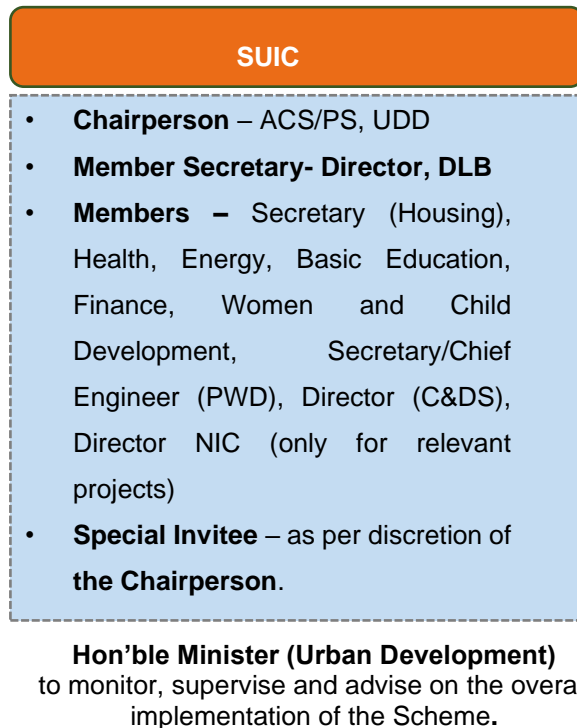 SUIC
• Chairperson – ACS/PS, UDD
• Member Secretary- Director, DLB
• Members – Secretary (Housing),
Health, Energy, Basic Education,
Finance, Women and Child
Development, Secretary/Chief
Engineer (PWD), Director (C&DS),
Director NIC (only for relevant
projects)
• Special Invitee – as per discretion of
the Chairperson.
Hon’ble Minister (Urban Development)
to monitor, supervise and advise on the overa
implementation of the Scheme.